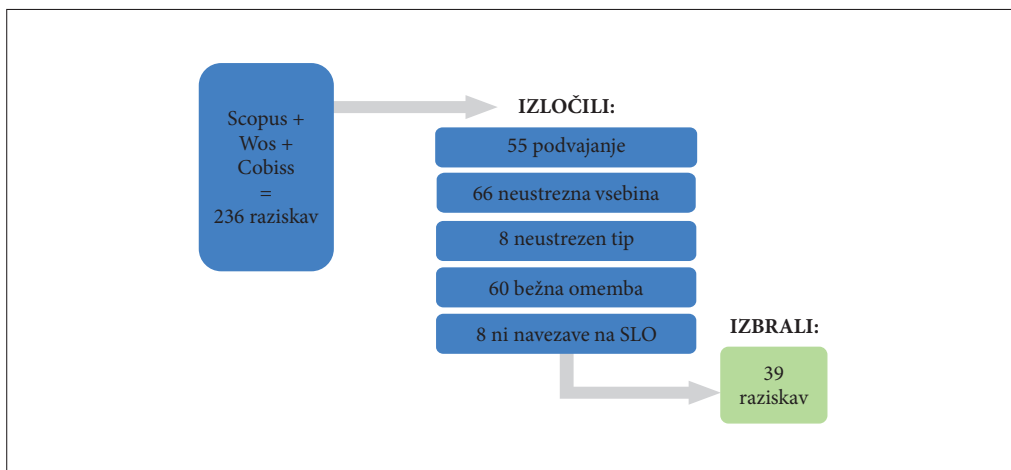 Scopus +
Wos +
Cobiss
=
236 raziskav
IZLOČILI:
55 podvajanje
66 neustrezna vsebina
8 neustrezen tip
60 bežna omemba
8 ni navezave na SLO
IZBRALI:
39
raziskav